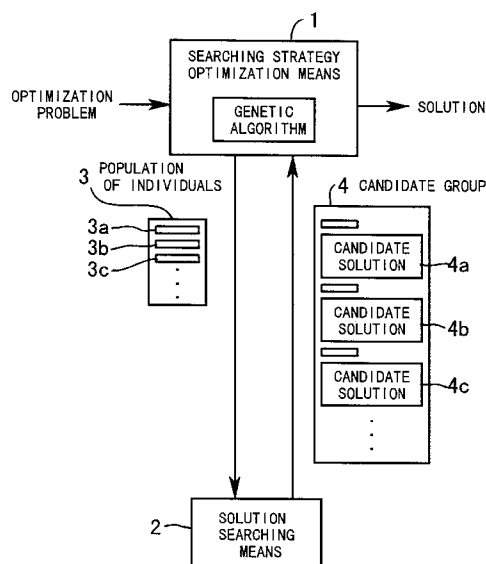 1
SEARCHING STRATEGY
OPTIMIZATION MEANS
GENETIC
ALGORITHM
OPTIMIZATION
PROBLEM
SOLUTION
3
POPULATION
OF INDIVIDUALS
3a
3b
3c
4 CANDIDATE GROUP
CANDIDATE
SOLUTION
4a
CANDIDATE
SOLUTION
4b
CANDIDATE
SOLUTION
4c
2
SOLUTION
SEARCHING
MEANS